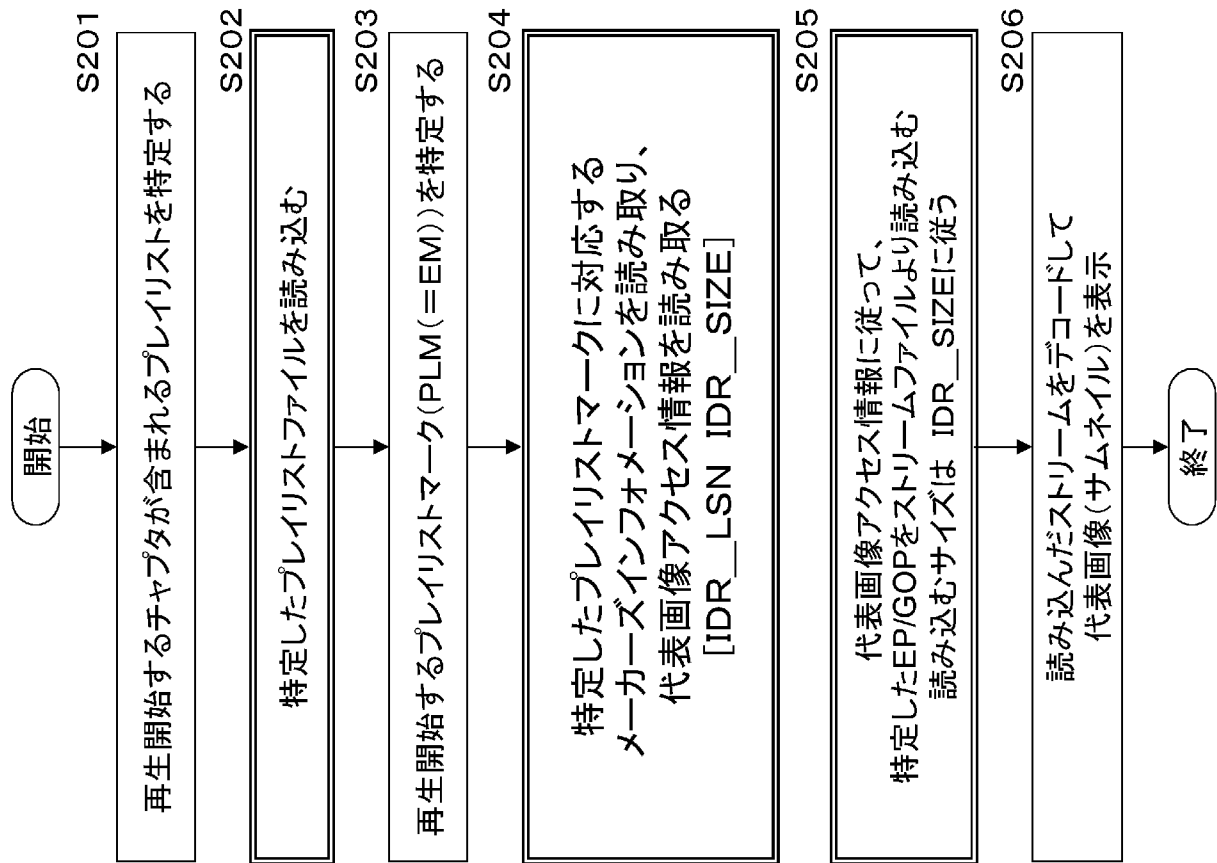 開始
S201
再生開始するチャプタが含まれるプレイリストを特定する
S202
特定したプレイリストファイルを読み込む
S203
再生開始するプレイリストマーク(PLM(=EM))を特定する
S204
特定したプレイリストマークに対応する
メーカーズインフォメーションを読み取り、
代表画像アクセス情報を読み取る
[IDR__LSN IDR__SIZE]
S205
代表画像アクセス情報に従って、
特定したEP/GOPをストリームファイルより読み込む
読み込むサイズは IDR__SIZEに従う
S206
読み込んだストリームをデコードして
代表画像(サムネイル)を表示
終了